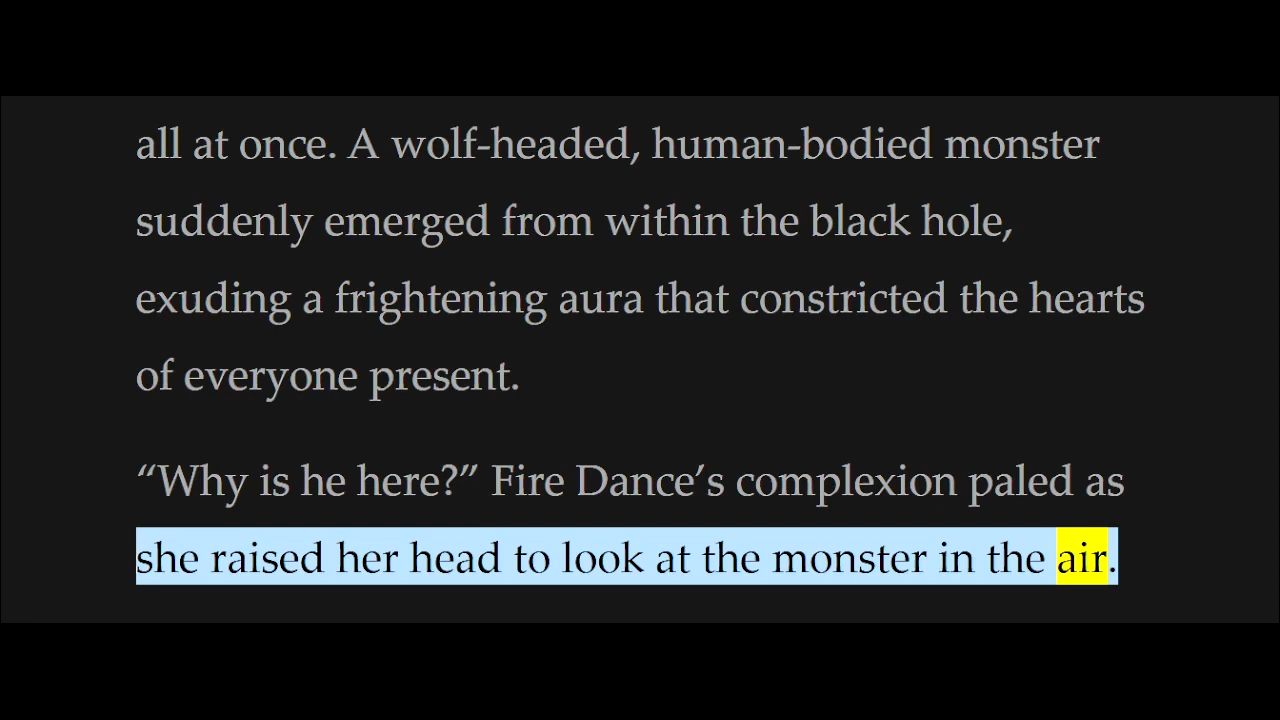 all at once. A wolf-headed, human-bodied monster
suddenly emerged from within the black hole,
exuding a frightening aura that constricted the hearts
of everyone present.
“Why is he here?” Fire Dance’s complexion paled as
she raised her head to look at the monster in the air.